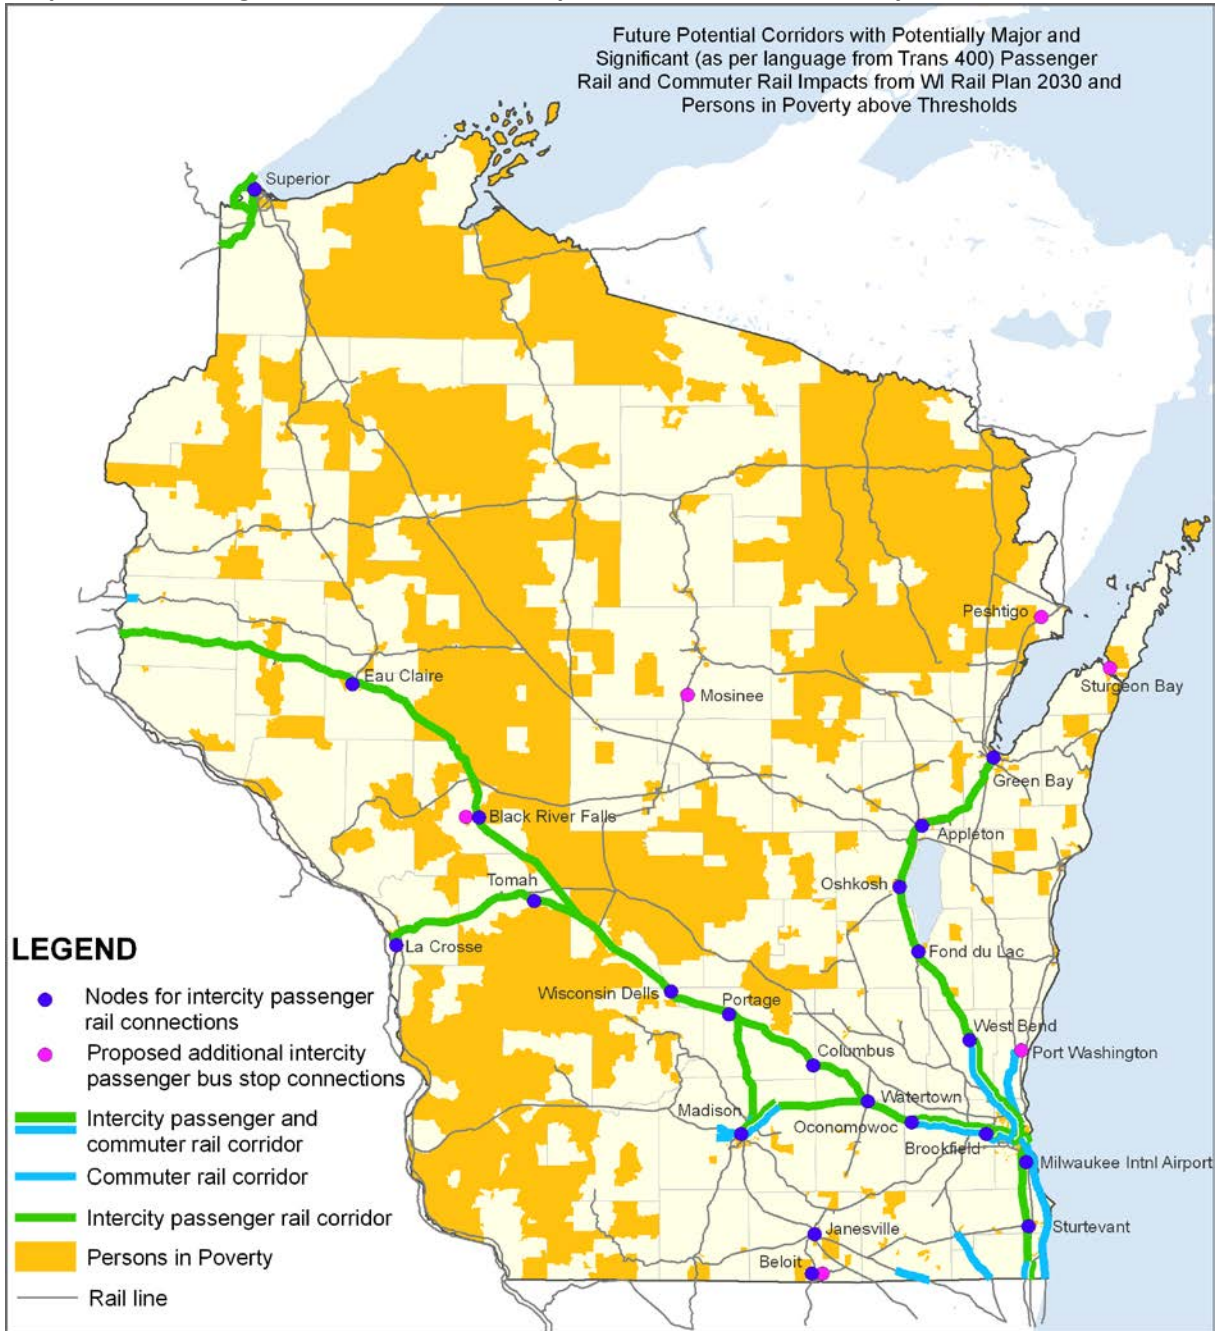 Future Potential Corridors with Potentially Major and
Significant (as per language from Trans 400) Passenger
Rail and Commuter Rail Impacts from WI Rail Plan 2030 and
Persons in Poverty above Thresholds
Superior
Peshtigo
Sturgeon Bay
Eau Claire
Mosinee
Green Bay
Black River Falls
Appleton
Tomah
Oshkosh
La Crosse
Fond du Lac
Wisconsin Dells
Portage
West Bend
Columbus
Port Washington
Madison
Watertown
Oconomowoc
Brookfield
Milwaukee Intnl Airport
Janesville
Sturtevant
Beloit
LEGEND
Nodes for intercity passenger
rail connections
Proposed additional intercity
passenger bus stop connections
Intercity passenger and
commuter rail corridor
Commuter rail corridor
Intercity passenger rail corridor
Persons in Poverty
Rail line